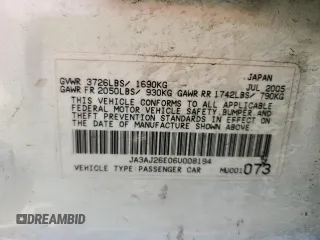 JAPAN
GVWR 3726LBS/ 1690KG JUL 2005
GAWR FR 2050LBS/ 930KG GAWR RR 1742LBS/ 790KG
THIS VEHICLE CONFORMS TO ALL APPLICABLE
FEDERAL MOTOR VEHICLE SAFETY, BUMPER AND
THEFT PREVENTION STANDARDS IN EFFECT ON
THE DATE OF MANUFACTURE SHOWN ABOVE.
JA3AJ26E06U008194
VEHICLE TYPE PASSENGER CAR MU001073
DREAMBID